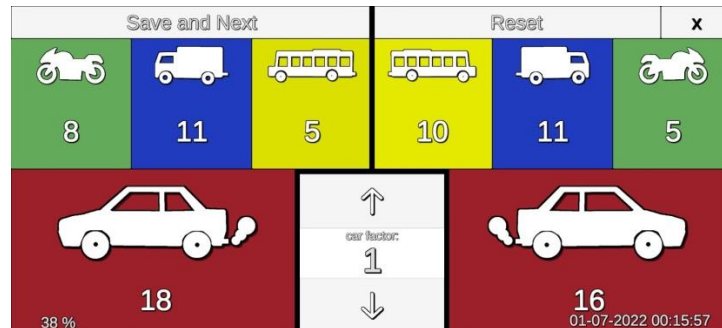 Save and Next Reset x
8 11 5 10 11 5
car factor:
1
18 16
38 % 01-07-2022 00:15:57